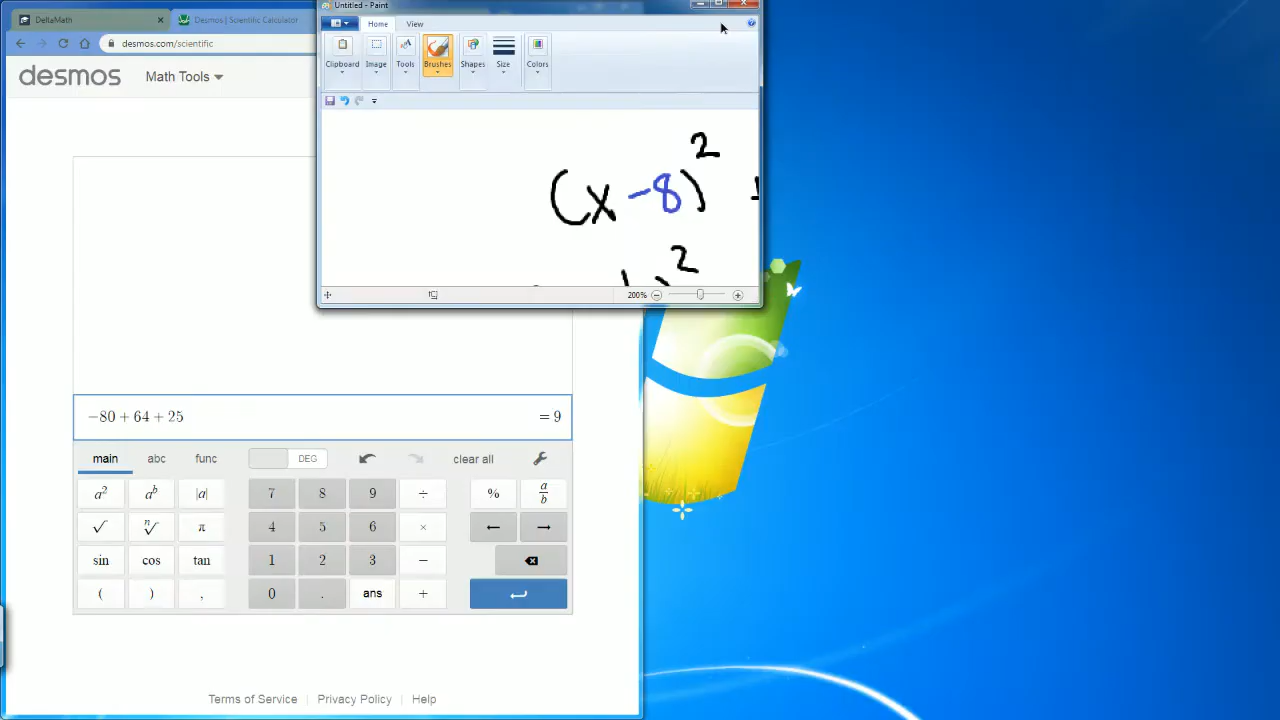 DeltaMath
Desmos | Scientific Calculator
Untitled - Paint
desmos.com/scientific
Home View
Clipboard Image Tools Brushes Shapes Size Colors
desmos Math Tools
(x -8)²
2
200%
−80 + 64 + 25 = 9
main abc func DEG clear all
a² aᵇ |a| 7 8 9 ÷ % a/b
√ ⁿ√ π 4 5 6 × ← →
sin cos tan 1 2 3 −
( ) , 0 . ans +
Terms of Service | Privacy Policy | Help